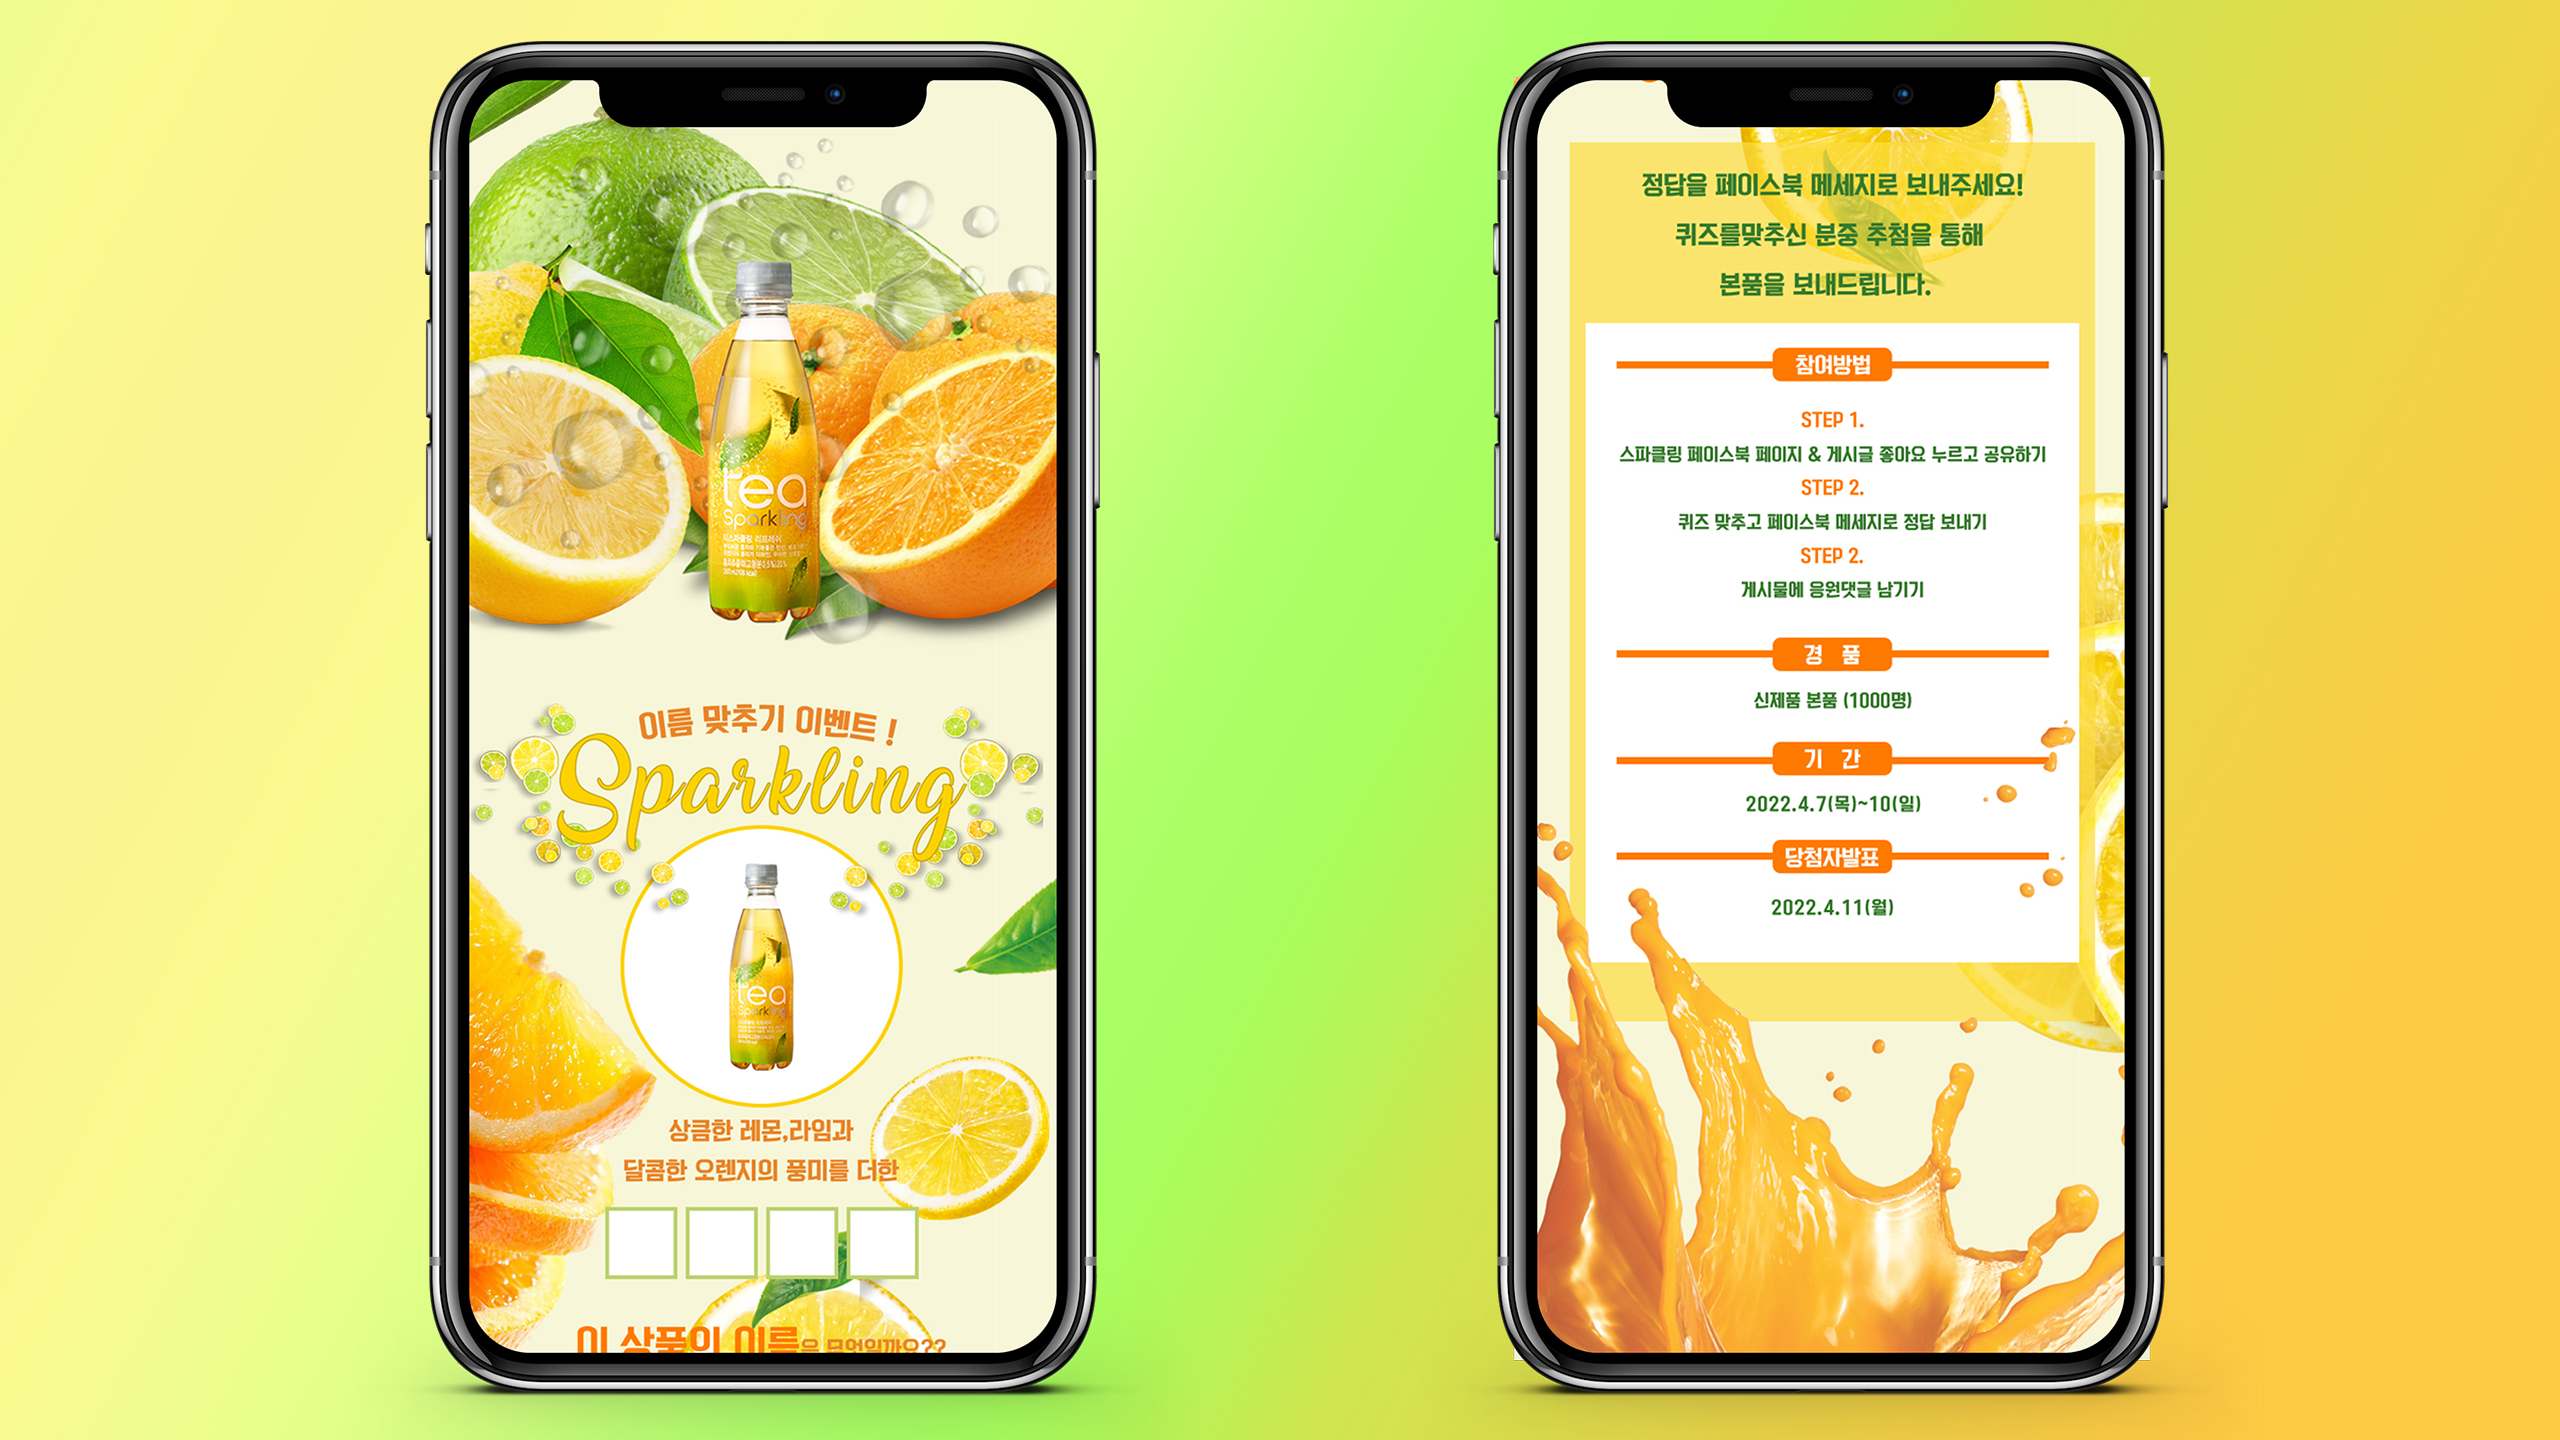 tea
Sparkling
티스파클링 리프레쉬
이름 맞추기 이벤트 !
Sparkling
tea
Sparkling
상큼한 레몬,라임과
달콤한 오렌지의 풍미를 더한
이 상품의 이름은 무엇일까요??
정답을 페이스북 메세지로 보내주세요!
퀴즈를맞추신 분중 추첨을 통해
본품을 보내드립니다.
참여방법
STEP 1.
스파클링 페이스북 페이지 & 게시글 좋아요 누르고 공유하기
STEP 2.
퀴즈 맞추고 페이스북 메세지로 정답 보내기
STEP 2.
게시물에 응원댓글 남기기
경 품
신제품 본품 (1000명)
기 간
2022.4.7(목)~10(일)
당첨자발표
2022.4.11(월)